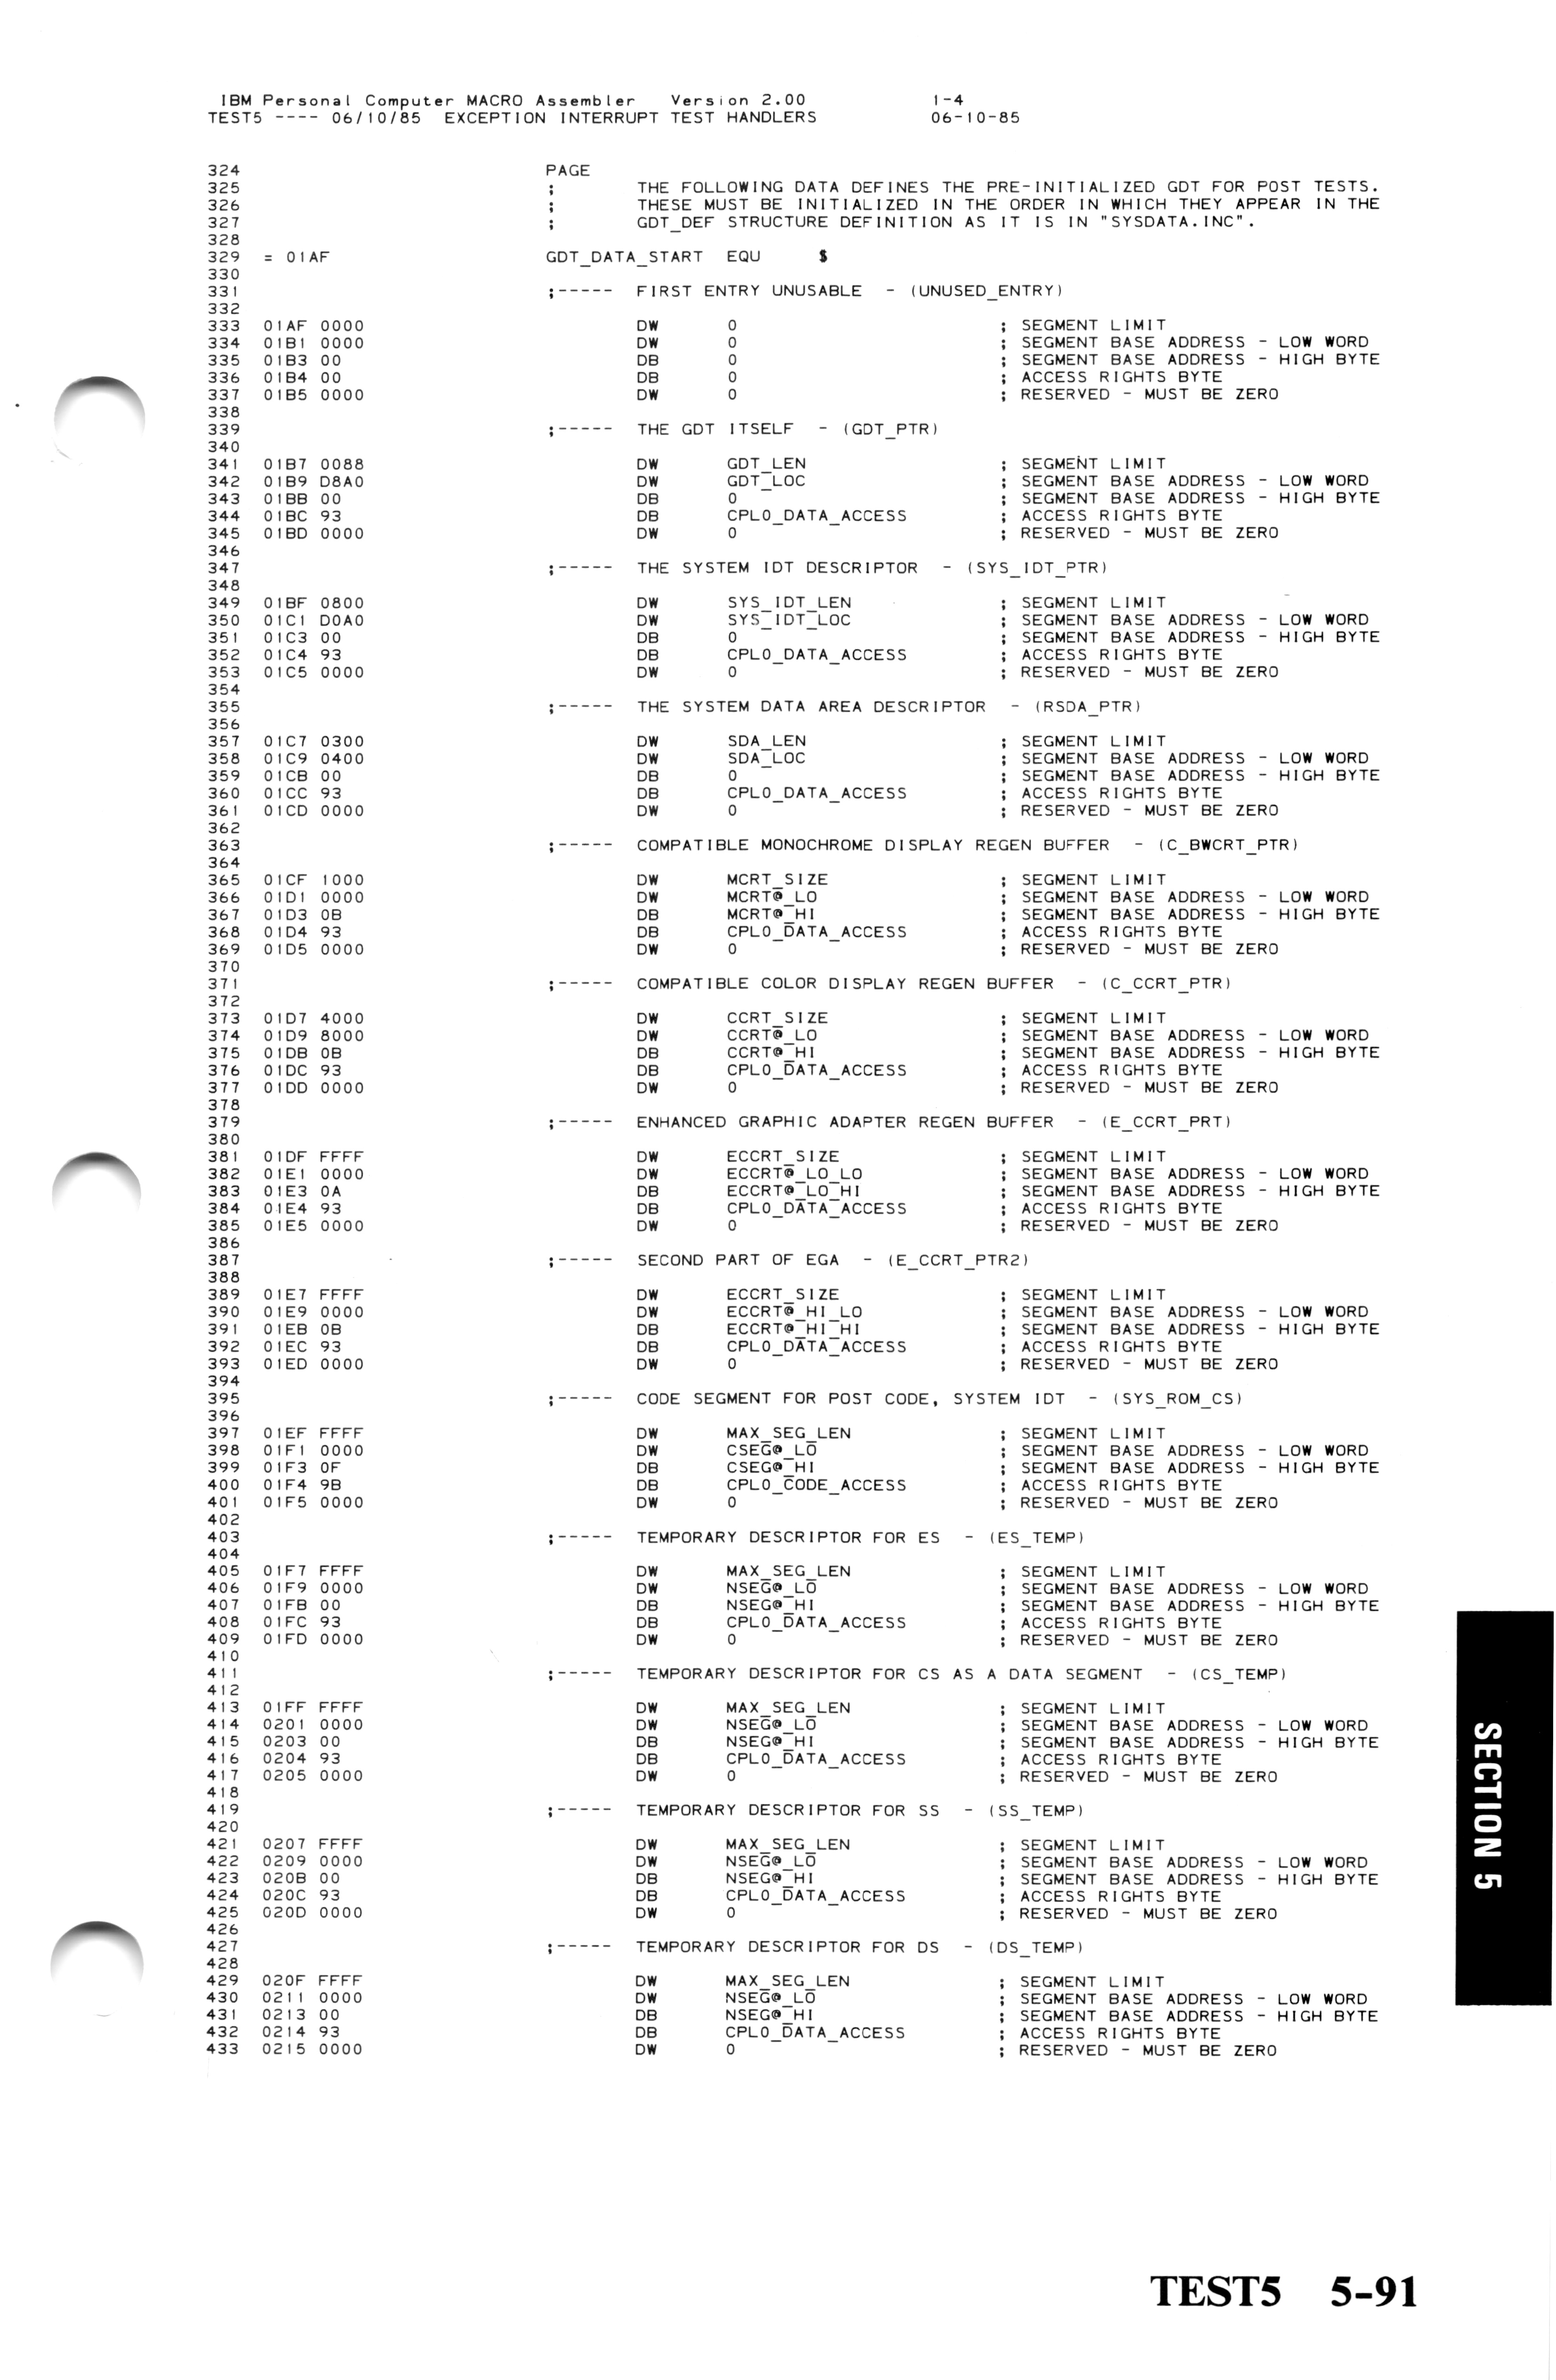 IBM Personal Computer MACRO Assembler   Version 2.00             1-4
TEST5 ---- 06/10/85  EXCEPTION INTERRUPT TEST HANDLERS             06-10-85
324                    PAGE
325                    ;        THE FOLLOWING DATA DEFINES THE PRE-INITIALIZED GDT FOR POST TESTS.
326                    ;        THESE MUST BE INITIALIZED IN THE ORDER IN WHICH THEY APPEAR IN THE
327                    ;        GDT_DEF STRUCTURE DEFINITION AS IT IS IN "SYSDATA.INC".
328
329  = 01AF            GDT_DATA_START  EQU     $
330
331                    ;-----   FIRST ENTRY UNUSABLE  - (UNUSED_ENTRY)
332
333  01AF 0000         DW      0                       ; SEGMENT LIMIT
334  01B1 0000         DW      0                       ; SEGMENT BASE ADDRESS - LOW WORD
335  01B3 00           DB      0                       ; SEGMENT BASE ADDRESS - HIGH BYTE
336  01B4 00           DB      0                       ; ACCESS RIGHTS BYTE
337  01B5 0000         DW      0                       ; RESERVED - MUST BE ZERO
338
339                    ;-----   THE GDT ITSELF  - (GDT_PTR)
340
341  01B7 0088         DW      GDT_LEN                 ; SEGMENT LIMIT
342  01B9 D8A0         DW      GDT_LOC                 ; SEGMENT BASE ADDRESS - LOW WORD
343  01BB 00           DB      0                       ; SEGMENT BASE ADDRESS - HIGH BYTE
344  01BC 93           DB      CPL0_DATA_ACCESS        ; ACCESS RIGHTS BYTE
345  01BD 0000         DW      0                       ; RESERVED - MUST BE ZERO
346
347                    ;-----   THE SYSTEM IDT DESCRIPTOR  - (SYS_IDT_PTR)
348
349  01BF 0800         DW      SYS_IDT_LEN             ; SEGMENT LIMIT
350  01C1 D0A0         DW      SYS_IDT_LOC             ; SEGMENT BASE ADDRESS - LOW WORD
351  01C3 00           DB      0                       ; SEGMENT BASE ADDRESS - HIGH BYTE
352  01C4 93           DB      CPL0_DATA_ACCESS        ; ACCESS RIGHTS BYTE
353  01C5 0000         DW      0                       ; RESERVED - MUST BE ZERO
354
355                    ;-----   THE SYSTEM DATA AREA DESCRIPTOR  - (RSDA_PTR)
356
357  01C7 0300         DW      SDA_LEN                 ; SEGMENT LIMIT
358  01C9 0400         DW      SDA_LOC                 ; SEGMENT BASE ADDRESS - LOW WORD
359  01CB 00           DB      0                       ; SEGMENT BASE ADDRESS - HIGH BYTE
360  01CC 93           DB      CPL0_DATA_ACCESS        ; ACCESS RIGHTS BYTE
361  01CD 0000         DW      0                       ; RESERVED - MUST BE ZERO
362
363                    ;-----   COMPATIBLE MONOCHROME DISPLAY REGEN BUFFER  - (C_BWCRT_PTR)
364
365  01CF 1000         DW      MCRT_SIZE               ; SEGMENT LIMIT
366  01D1 0000         DW      MCRT@_LO                ; SEGMENT BASE ADDRESS - LOW WORD
367  01D3 0B           DB      MCRT@_HI                ; SEGMENT BASE ADDRESS - HIGH BYTE
368  01D4 93           DB      CPL0_DATA_ACCESS        ; ACCESS RIGHTS BYTE
369  01D5 0000         DW      0                       ; RESERVED - MUST BE ZERO
370
371                    ;-----   COMPATIBLE COLOR DISPLAY REGEN BUFFER  - (C_CCRT_PTR)
372
373  01D7 4000         DW      CCRT_SIZE               ; SEGMENT LIMIT
374  01D9 8000         DW      CCRT@_LO                ; SEGMENT BASE ADDRESS - LOW WORD
375  01DB 0B           DB      CCRT@_HI                ; SEGMENT BASE ADDRESS - HIGH BYTE
376  01DC 93           DB      CPL0_DATA_ACCESS        ; ACCESS RIGHTS BYTE
377  01DD 0000         DW      0                       ; RESERVED - MUST BE ZERO
378
379                    ;-----   ENHANCED GRAPHIC ADAPTER REGEN BUFFER  - (E_CCRT_PRT)
380
381  01DF FFFF         DW      ECCRT_SIZE              ; SEGMENT LIMIT
382  01E1 0000         DW      ECCRT@_LO_LO            ; SEGMENT BASE ADDRESS - LOW WORD
383  01E3 0A           DB      ECCRT@_LO_HI            ; SEGMENT BASE ADDRESS - HIGH BYTE
384  01E4 93           DB      CPL0_DATA_ACCESS        ; ACCESS RIGHTS BYTE
385  01E5 0000         DW      0                       ; RESERVED - MUST BE ZERO
386
387                    ;-----   SECOND PART OF EGA  - (E_CCRT_PTR2)
388
389  01E7 FFFF         DW      ECCRT_SIZE              ; SEGMENT LIMIT
390  01E9 0000         DW      ECCRT@_HI_LO            ; SEGMENT BASE ADDRESS - LOW WORD
391  01EB 0B           DB      ECCRT@_HI_HI            ; SEGMENT BASE ADDRESS - HIGH BYTE
392  01EC 93           DB      CPL0_DATA_ACCESS        ; ACCESS RIGHTS BYTE
393  01ED 0000         DW      0                       ; RESERVED - MUST BE ZERO
394
395                    ;-----   CODE SEGMENT FOR POST CODE, SYSTEM IDT  - (SYS_ROM_CS)
396
397  01EF FFFF         DW      MAX_SEG_LEN             ; SEGMENT LIMIT
398  01F1 0000         DW      CSEG@_LO                ; SEGMENT BASE ADDRESS - LOW WORD
399  01F3 0F           DB      CSEG@_HI                ; SEGMENT BASE ADDRESS - HIGH BYTE
400  01F4 9B           DB      CPL0_CODE_ACCESS        ; ACCESS RIGHTS BYTE
401  01F5 0000         DW      0                       ; RESERVED - MUST BE ZERO
402
403                    ;-----   TEMPORARY DESCRIPTOR FOR ES  - (ES_TEMP)
404
405  01F7 FFFF         DW      MAX_SEG_LEN             ; SEGMENT LIMIT
406  01F9 0000         DW      NSEG@_LO                ; SEGMENT BASE ADDRESS - LOW WORD
407  01FB 00           DB      NSEG@_HI                ; SEGMENT BASE ADDRESS - HIGH BYTE
408  01FC 93           DB      CPL0_DATA_ACCESS        ; ACCESS RIGHTS BYTE
409  01FD 0000         DW      0                       ; RESERVED - MUST BE ZERO
410
411                    ;-----   TEMPORARY DESCRIPTOR FOR CS AS A DATA SEGMENT  - (CS_TEMP)
412
413  01FF FFFF         DW      MAX_SEG_LEN             ; SEGMENT LIMIT
414  0201 0000         DW      NSEG@_LO                ; SEGMENT BASE ADDRESS - LOW WORD
415  0203 00           DB      NSEG@_HI                ; SEGMENT BASE ADDRESS - HIGH BYTE
416  0204 93           DB      CPL0_DATA_ACCESS        ; ACCESS RIGHTS BYTE
417  0205 0000         DW      0                       ; RESERVED - MUST BE ZERO
418
419                    ;-----   TEMPORARY DESCRIPTOR FOR SS  - (SS_TEMP)
420
421  0207 FFFF         DW      MAX_SEG_LEN             ; SEGMENT LIMIT
422  0209 0000         DW      NSEG@_LO                ; SEGMENT BASE ADDRESS - LOW WORD
423  020B 00           DB      NSEG@_HI                ; SEGMENT BASE ADDRESS - HIGH BYTE
424  020C 93           DB      CPL0_DATA_ACCESS        ; ACCESS RIGHTS BYTE
425  020D 0000         DW      0                       ; RESERVED - MUST BE ZERO
426
427                    ;-----   TEMPORARY DESCRIPTOR FOR DS  - (DS_TEMP)
428
429  020F FFFF         DW      MAX_SEG_LEN             ; SEGMENT LIMIT
430  0211 0000         DW      NSEG@_LO                ; SEGMENT BASE ADDRESS - LOW WORD
431  0213 00           DB      NSEG@_HI                ; SEGMENT BASE ADDRESS - HIGH BYTE
432  0214 93           DB      CPL0_DATA_ACCESS        ; ACCESS RIGHTS BYTE
433  0215 0000         DW      0                       ; RESERVED - MUST BE ZERO
SECTION 5
TEST5   5-91